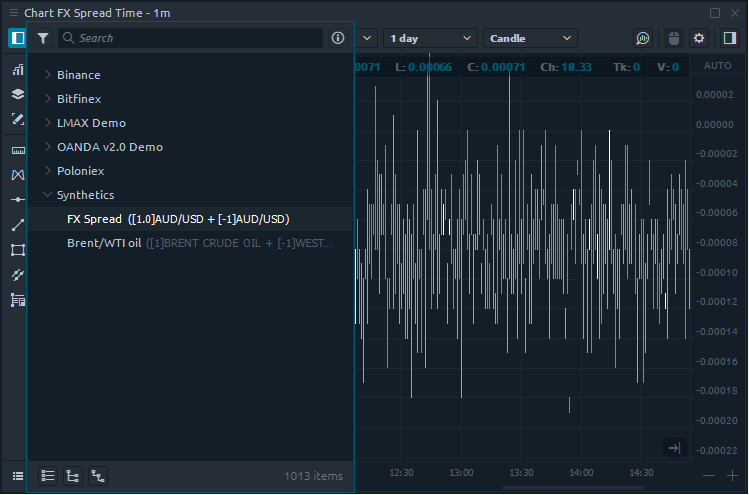 Chart FX Spread Time - 1m
Search
1 day
Candle
0071 L: 0.00066 C: 0.00071 Ch: 18.33 Tk: 0 V: 0
AUTO
Binance
Bitfinex
LMAX Demo
OANDA v2.0 Demo
Poloniex
Synthetics
FX Spread ([1.0]AUD/USD + [-1]AUD/USD)
Brent/WTI oil ([1]BRENT CRUDE OIL + [-1]WEST...
0.00002
0.00000
-0.00002
-0.00004
-0.00006
-0.00008
-0.00010
-0.00012
-0.00014
-0.00016
-0.00018
-0.00020
-0.00022
1013 items
12:30 13:00 13:30 14:00 14:30